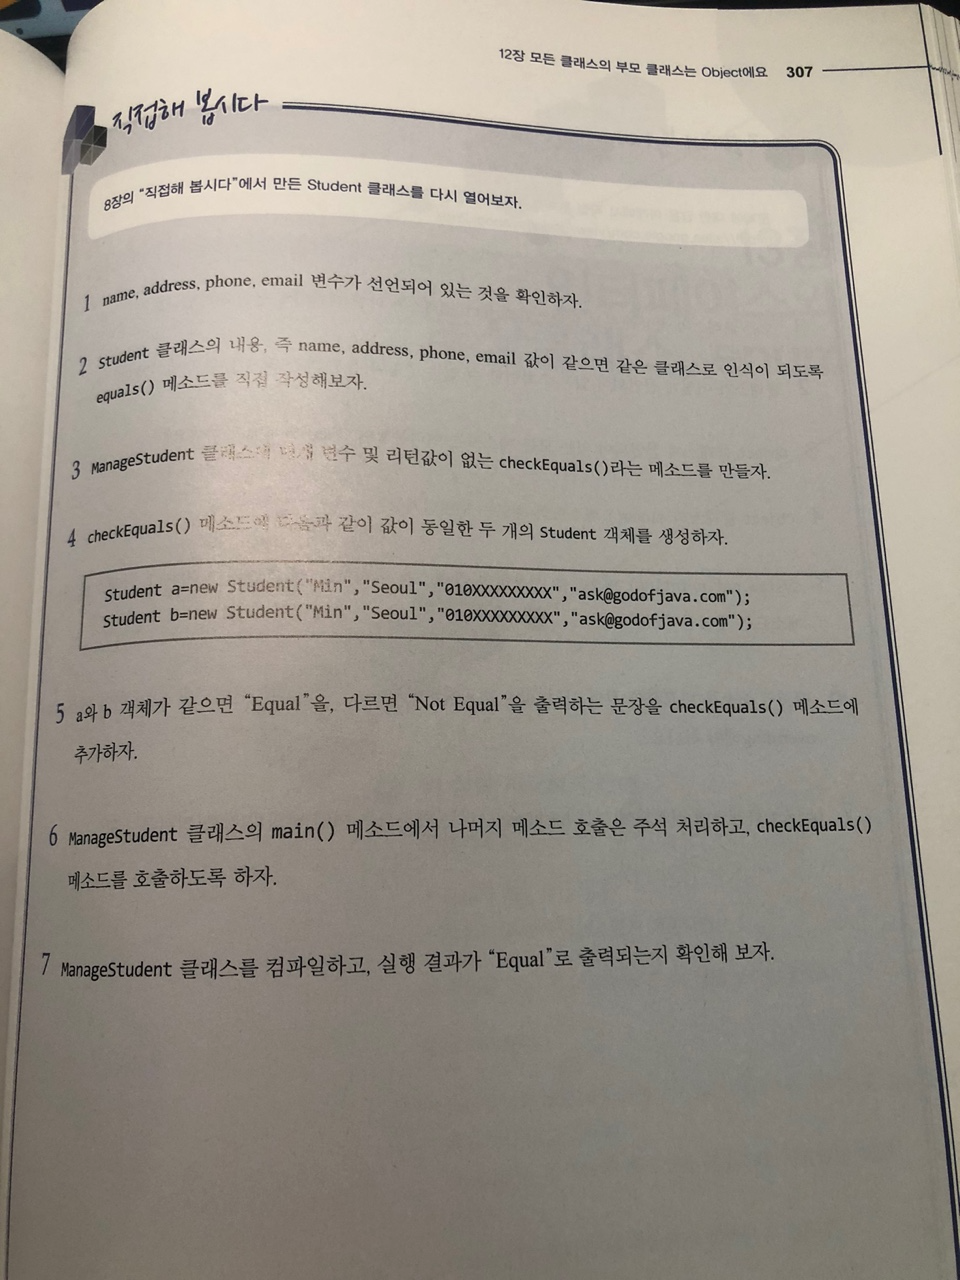 12장 모든 클래스의 부모 클래스는 Object에요 307
직접해 봅시다
8장의 “직접해 봅시다”에서 만든 Student 클래스를 다시 열어보자.
1 name, address, phone, email 변수가 선언되어 있는 것을 확인하자.
2 Student 클래스의 내용, 즉 name, address, phone, email 값이 같으면 같은 클래스로 인식이 되도록
equals() 메소드를 직접 작성해보자.
3 ManageStudent 클래스에 매개 변수 및 리턴값이 없는 checkEquals()라는 메소드를 만들자.
4 checkEquals() 메소드에 다음과 같이 값이 동일한 두 개의 Student 객체를 생성하자.
Student a=new Student("Min","Seoul","010XXXXXXXXX","ask@godofjava.com");
Student b=new Student("Min","Seoul","010XXXXXXXXX","ask@godofjava.com");
5 a와 b 객체가 같으면 “Equal”을, 다르면 “Not Equal”을 출력하는 문장을 checkEquals() 메소드에
추가하자.
6 ManageStudent 클래스의 main() 메소드에서 나머지 메소드 호출은 주석 처리하고, checkEquals()
메소드를 호출하도록 하자.
7 ManageStudent 클래스를 컴파일하고, 실행 결과가 “Equal”로 출력되는지 확인해 보자.